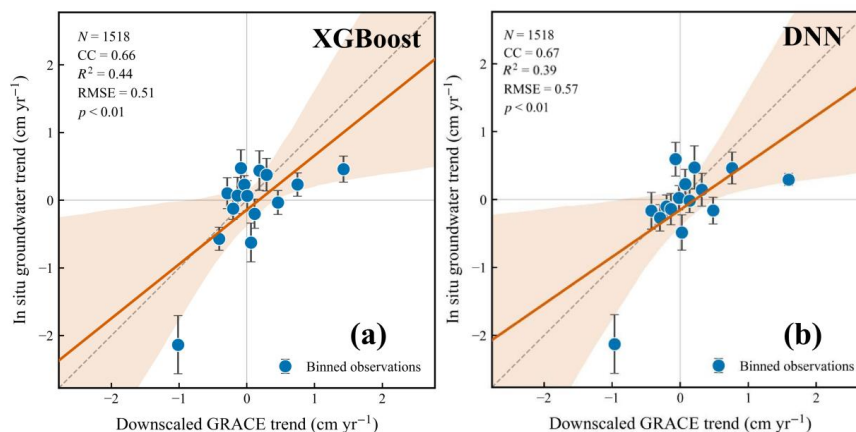 XGBoost
N = 1518
CC = 0.66
R² = 0.44
RMSE = 0.51
p < 0.01
In situ groundwater trend (cm yr⁻¹)
2
1
0
−1
−2
(a)
Binned observations
−2
−1
0
1
2
Downscaled GRACE trend (cm yr⁻¹)
DNN
N = 1518
CC = 0.67
R² = 0.39
RMSE = 0.57
p < 0.01
In situ groundwater trend (cm yr⁻¹)
2
1
0
−1
−2
(b)
Binned observations
−2
−1
0
1
2
Downscaled GRACE trend (cm yr⁻¹)